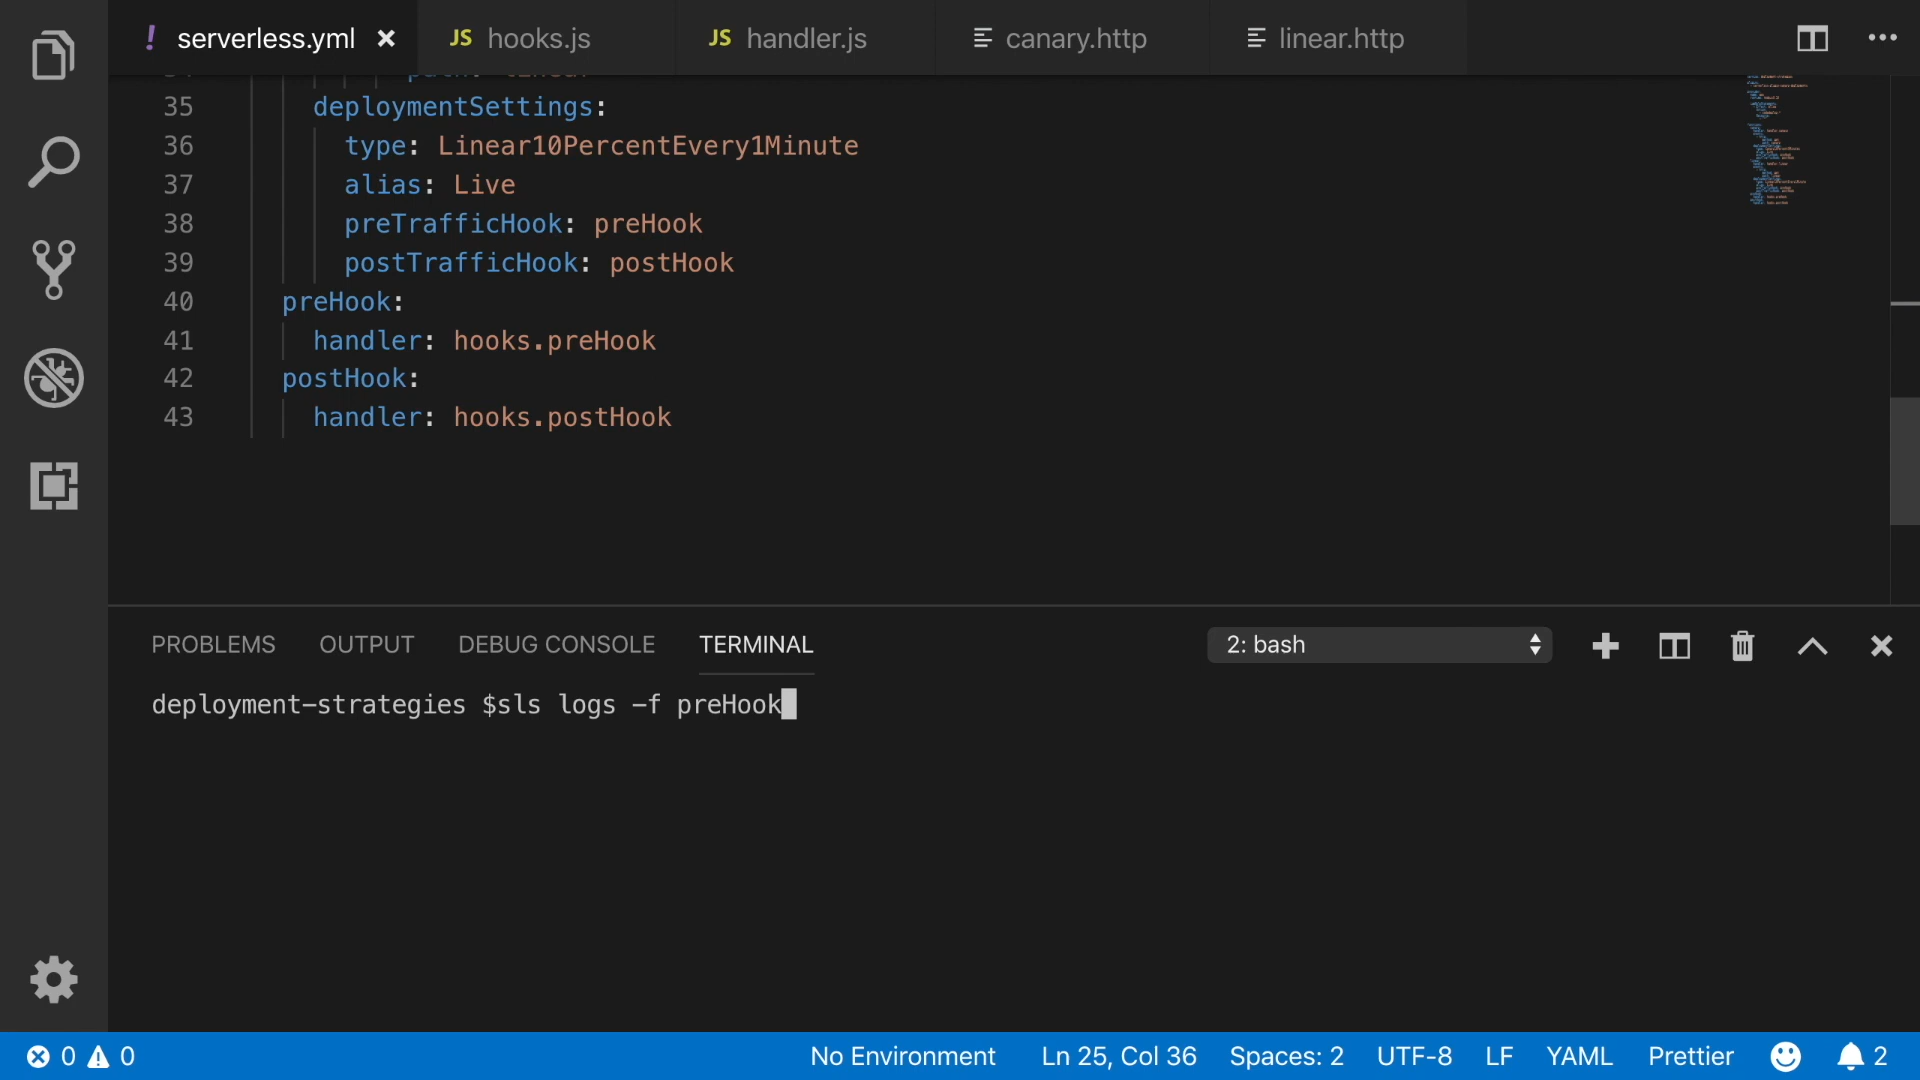 ! serverless.yml × JS hooks.js JS handler.js canary.http linear.http
35 deploymentSettings:
36 type: Linear10PercentEvery1Minute
37 alias: Live
38 preTrafficHook: preHook
39 postTrafficHook: postHook
40 preHook:
41 handler: hooks.preHook
42 postHook:
43 handler: hooks.postHook
PROBLEMS OUTPUT DEBUG CONSOLE TERMINAL 2: bash
deployment-strategies $sls logs -f preHook
0 0 No Environment Ln 25, Col 36 Spaces: 2 UTF-8 LF YAML Prettier 2